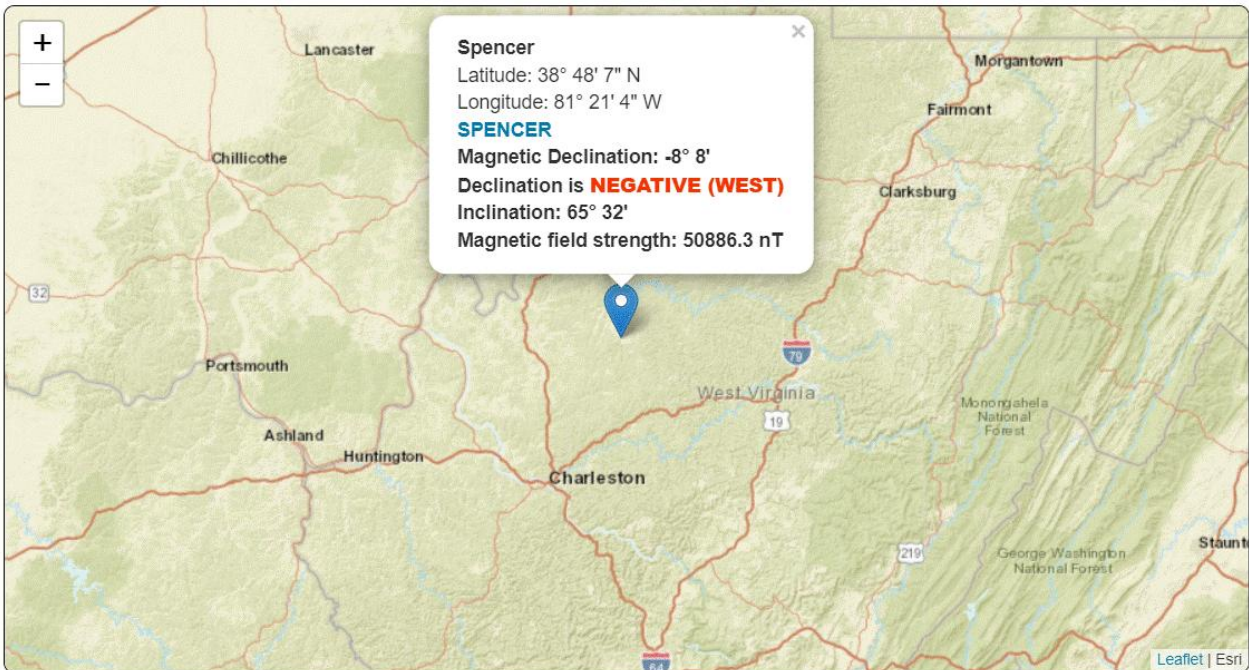 +
−
Spencer
Latitude: 38° 48' 7" N
Longitude: 81° 21' 4" W
SPENCER
Magnetic Declination: -8° 8'
Declination is NEGATIVE (WEST)
Inclination: 65° 32'
Magnetic field strength: 50886.3 nT
×
Lancaster
Morgantown
Fairmont
Chillicothe
Clarksburg
32
79
Portsmouth
West Virginia
Monongahela
National
Forest
19
Ashland
Huntington
Charleston
219
George Washington
National Forest
Staunt
64
Leaflet | Esri